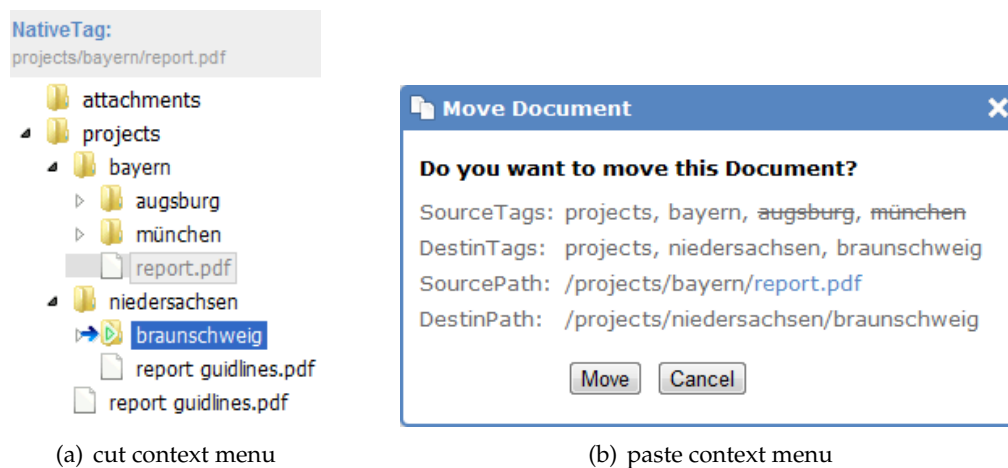 NativeTag:
projects/bayern/report.pdf
attachments
projects
bayern
augsburg
münchen
report.pdf
niedersachsen
braunschweig
report guidlines.pdf
report guidlines.pdf
(a) cut context menu
Move Document
Do you want to move this Document?
SourceTags: projects, bayern, augsburg, münchen
DestinTags: projects, niedersachsen, braunschweig
SourcePath: /projects/bayern/report.pdf
DestinPath: /projects/niedersachsen/braunschweig
Move Cancel
(b) paste context menu